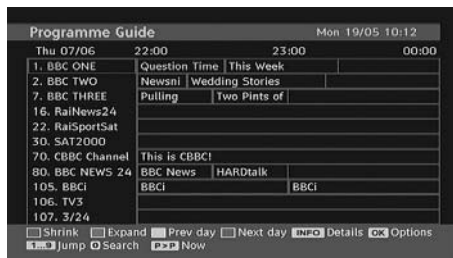 Programme Guide Mon 19/05 10:12
Thu 07/06 22:00 23:00 00:00
1. BBC ONE Question Time This Week
2. BBC TWO Newsni Wedding Stories
7. BBC THREE Pulling Two Pints of
16. RaiNews24
22. RaiSportSat
30. SAT2000
70. CBBC Channel This is CBBC!
80. BBC NEWS 24 BBC News HARDtalk
105. BBCi BBCi BBCi
106. TV3
107. 3/24
Shrink Expand Prev day Next day INFO Details OK Options
1...9 Jump 0 Search P>P Now